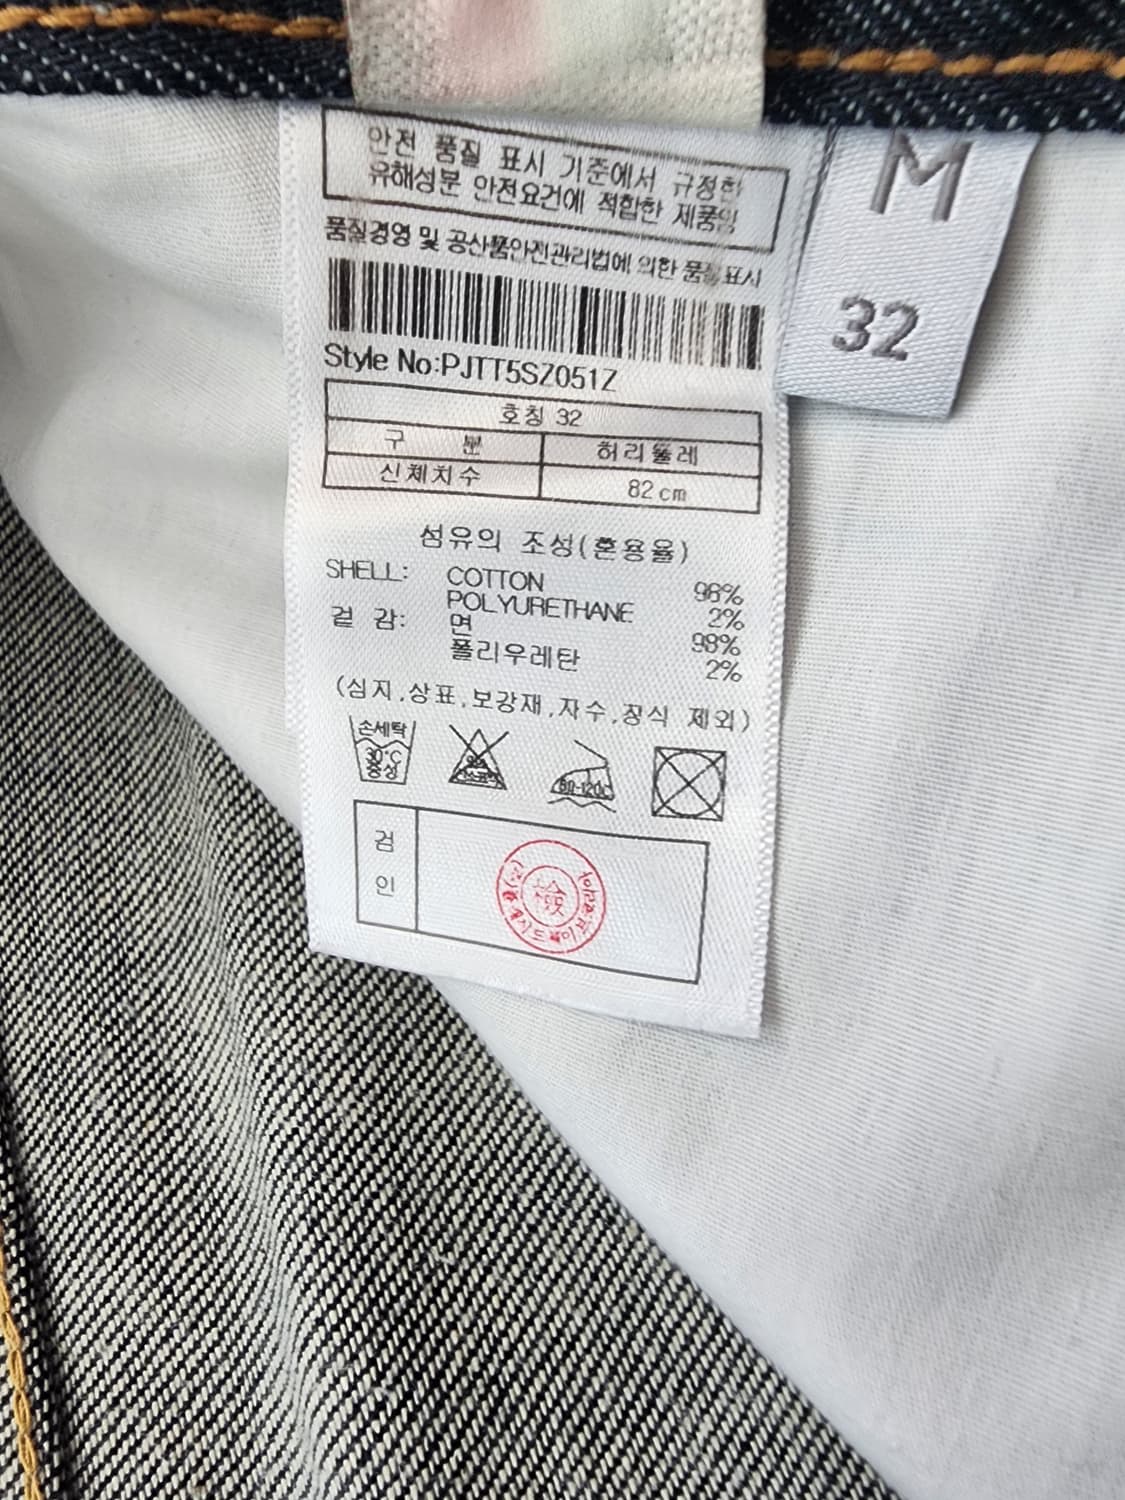 안전 품질 표시 기준에서 규정한
유해성분 안전요건에 적합한 제품임
품질경영 및 공산품안전관리법에 의한 품질표시
Style No:PJTT5SZ051Z
호칭 32
구 분 허리둘레
신체치수 82 cm
섬유의 조성(혼용율)
SHELL: COTTON 98%
POLYURETHANE 2%
겉 감: 면 98%
폴리우레탄 2%
(심지,상표,보강재,자수,장식 제외)
손세탁
30°C
중성
80-120C
검
인
檢
M
32